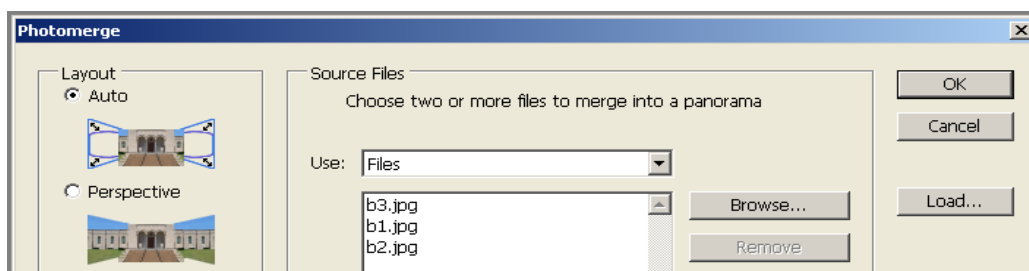 Photomerge
Layout
Auto
Perspective
Source Files
Choose two or more files to merge into a panorama
Use: Files
b3.jpg
b1.jpg
b2.jpg
Browse...
Remove
OK
Cancel
Load...